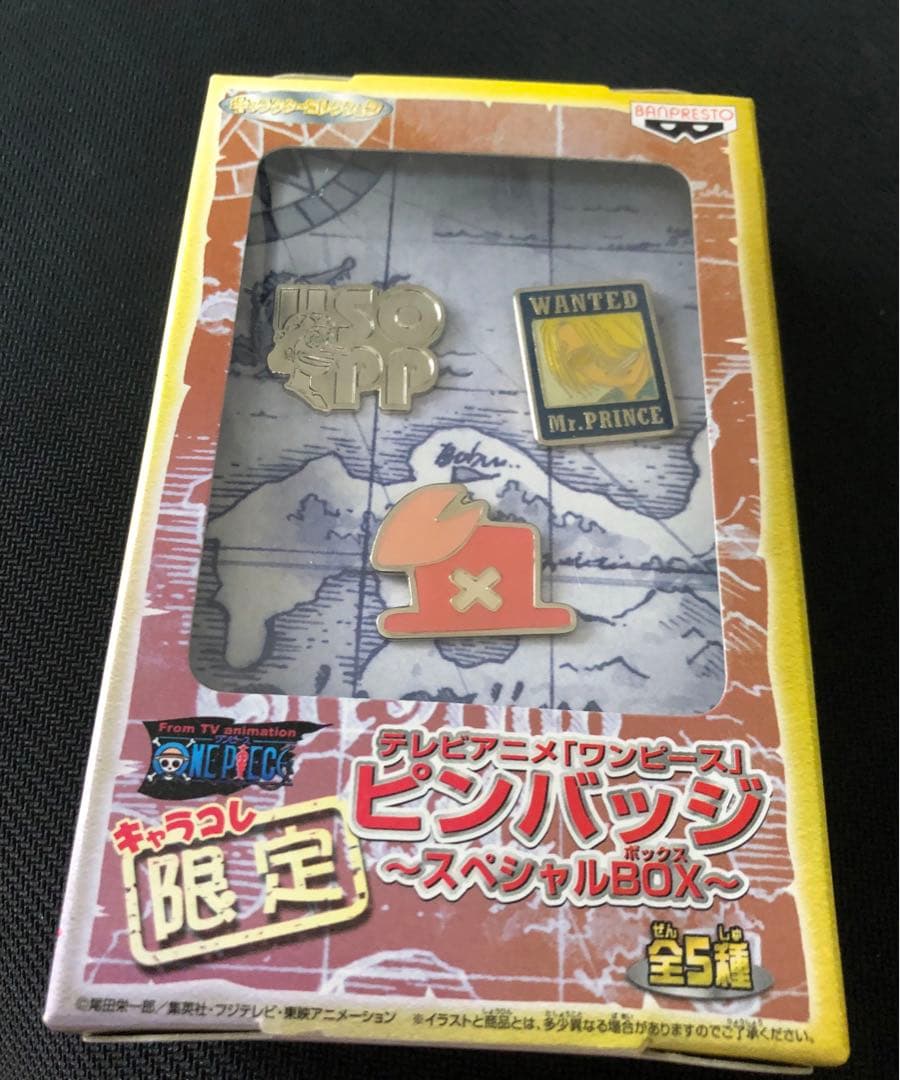 キャラクターコレクション
BANPRESTO
USO
PP
WANTED
Mr.PRINCE
From TV animation
ワンピース
ONE PIECE
テレビアニメ「ワンピース」
ピンバッジ
ボックス
～スペシャルBOX～
キャラコレ
限定
ぜん しゅ
全5種
©尾田栄一郎／集英社・フジテレビ・東映アニメーション
※イラストと商品とは、多少異なる場合がありますのでご了承ください。